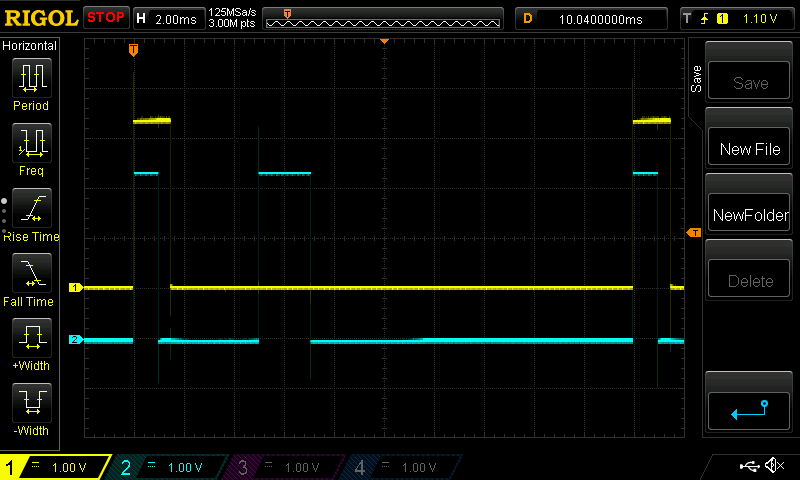 RIGOL STOP H 2.00ms 125MSa/s 3.00M pts T D 10.0400000ms T 1 1.10 V
Horizontal
Period
Freq
Rise Time
Fall Time
+Width
-Width
T
1
2
T
Save
Save
New File
NewFolder
Delete
1 1.00 V 2 1.00 V 3 1.00 V 4 1.00 V